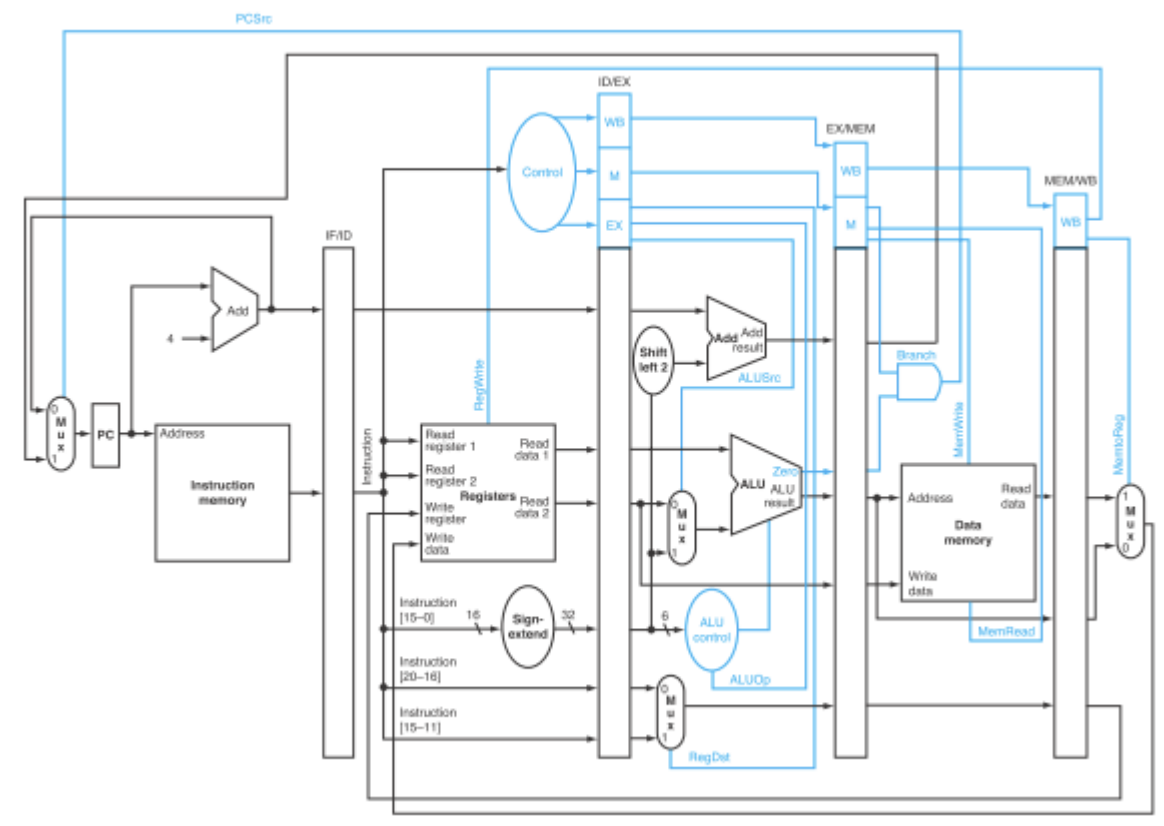 PCSrc
ID/EX
WB
EX/MEM
Control
M
WB
MEM/WB
EX
M
WB
IF/ID
Add
4
Add Add
result
Shift
left 2
Branch
ALUSrc
RegWrite
MemWrite
MemtoReg
Instruction
0
M
u
x
1
PC
Address
Instruction
memory
Read
register 1
Read
data 1
Read
register 2
Registers
Write
register
Read
data 2
Write
data
Zero
ALU
ALU
result
0
M
u
x
1
Address
Read
data
Data
memory
Write
data
1
M
u
x
0
Instruction
[15–0]
16
Sign-
extend
32
6
ALU
control
MemRead
Instruction
[20–16]
ALUOp
0
M
u
x
1
Instruction
[15–11]
RegDst